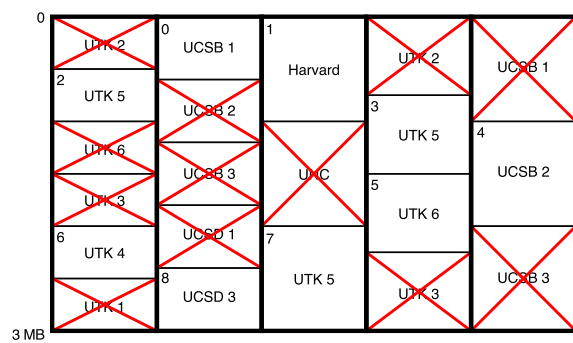 0
UTK 2
2
UTK 5
UTK 6
UTK 3
6
UTK 4
UTK 1
3 MB
0
UCSB 1
UCSB 2
UCSB 3
UCSD 1
8
UCSD 3
1
Harvard
UNC
7
UTK 5
UTK 2
3
UTK 5
5
UTK 6
UTK 3
UCSB 1
4
UCSB 2
UCSB 3